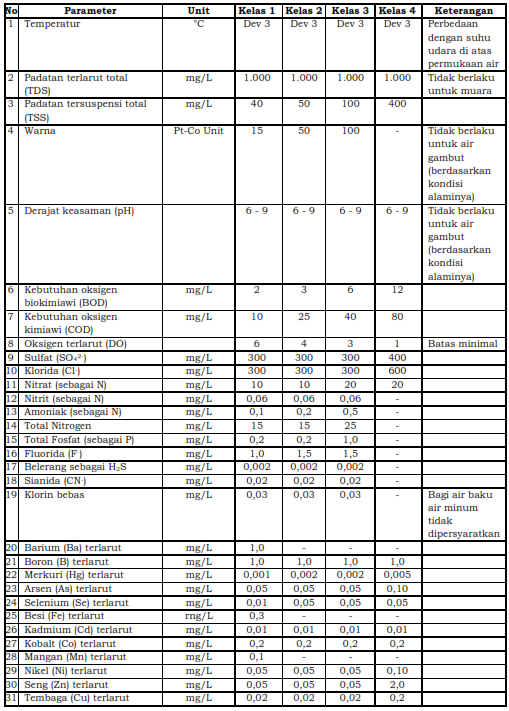 No Parameter Unit Kelas 1 Kelas 2 Kelas 3 Kelas 4 Keterangan
1 Temperatur °C Dev 3 Dev 3 Dev 3 Dev 3 Perbedaan
dengan suhu
udara di atas
permukaan air
2 Padatan terlarut total mg/L 1.000 1.000 1.000 1.000 Tidak berlaku
(TDS) untuk muara
3 Padatan tersuspensi total mg/L 40 50 100 400
(TSS)
4 Warna Pt-Co Unit 15 50 100 - Tidak berlaku
untuk air
gambut
(berdasarkan
kondisi
alaminya)
5 Derajat keasaman (pH) 6 - 9 6 - 9 6 - 9 6 - 9 Tidak berlaku
untuk air
gambut
(berdasarkan
kondisi
alaminya)
6 Kebutuhan oksigen mg/L 2 3 6 12
biokimiawi (BOD)
7 Kebutuhan oksigen mg/L 10 25 40 80
kimiawi (COD)
8 Oksigen terlarut (DO) mg/L 6 4 3 1 Batas minimal
9 Sulfat (SO₄²⁻) mg/L 300 300 300 400
10 Klorida (Cl⁻) mg/L 300 300 300 600
11 Nitrat (sebagai N) mg/L 10 10 20 20
12 Nitrit (sebagai N) mg/L 0,06 0,06 0,06 -
13 Amoniak (sebagai N) mg/L 0,1 0,2 0,5 -
14 Total Nitrogen mg/L 15 15 25 -
15 Total Fosfat (sebagai P) mg/L 0,2 0,2 1,0 -
16 Fluorida (F⁻) mg/L 1,0 1,5 1,5 -
17 Belerang sebagai H₂S mg/L 0,002 0,002 0,002 -
18 Sianida (CN⁻) mg/L 0,02 0,02 0,02 -
19 Klorin bebas mg/L 0,03 0,03 0,03 - Bagi air baku
air minum
tidak
dipersyaratkan
20 Barium (Ba) terlarut mg/L 1,0 - - -
21 Boron (B) terlarut mg/L 1,0 1,0 1,0 1,0
22 Merkuri (Hg) terlarut mg/L 0,001 0,002 0,002 0,005
23 Arsen (As) terlarut mg/L 0,05 0,05 0,05 0,10
24 Selenium (Se) terlarut mg/L 0,01 0,05 0,05 0,05
25 Besi (Fe) terlarut rng/L 0,3 - - -
26 Kadmium (Cd) terlarut mg/L 0,01 0,01 0,01 0,01
27 Kobalt (Co) terlarut mg/L 0,2 0,2 0,2 0,2
28 Mangan (Mn) terlarut mg/L 0,1 - - -
29 Nikel (Ni) terlarut mg/L 0,05 0,05 0,05 0,10
30 Seng (Zn) terlarut mg/L 0,05 0,05 0,05 2,0
31 Tembaga (Cu) terlarut mg/L 0,02 0,02 0,02 0,2